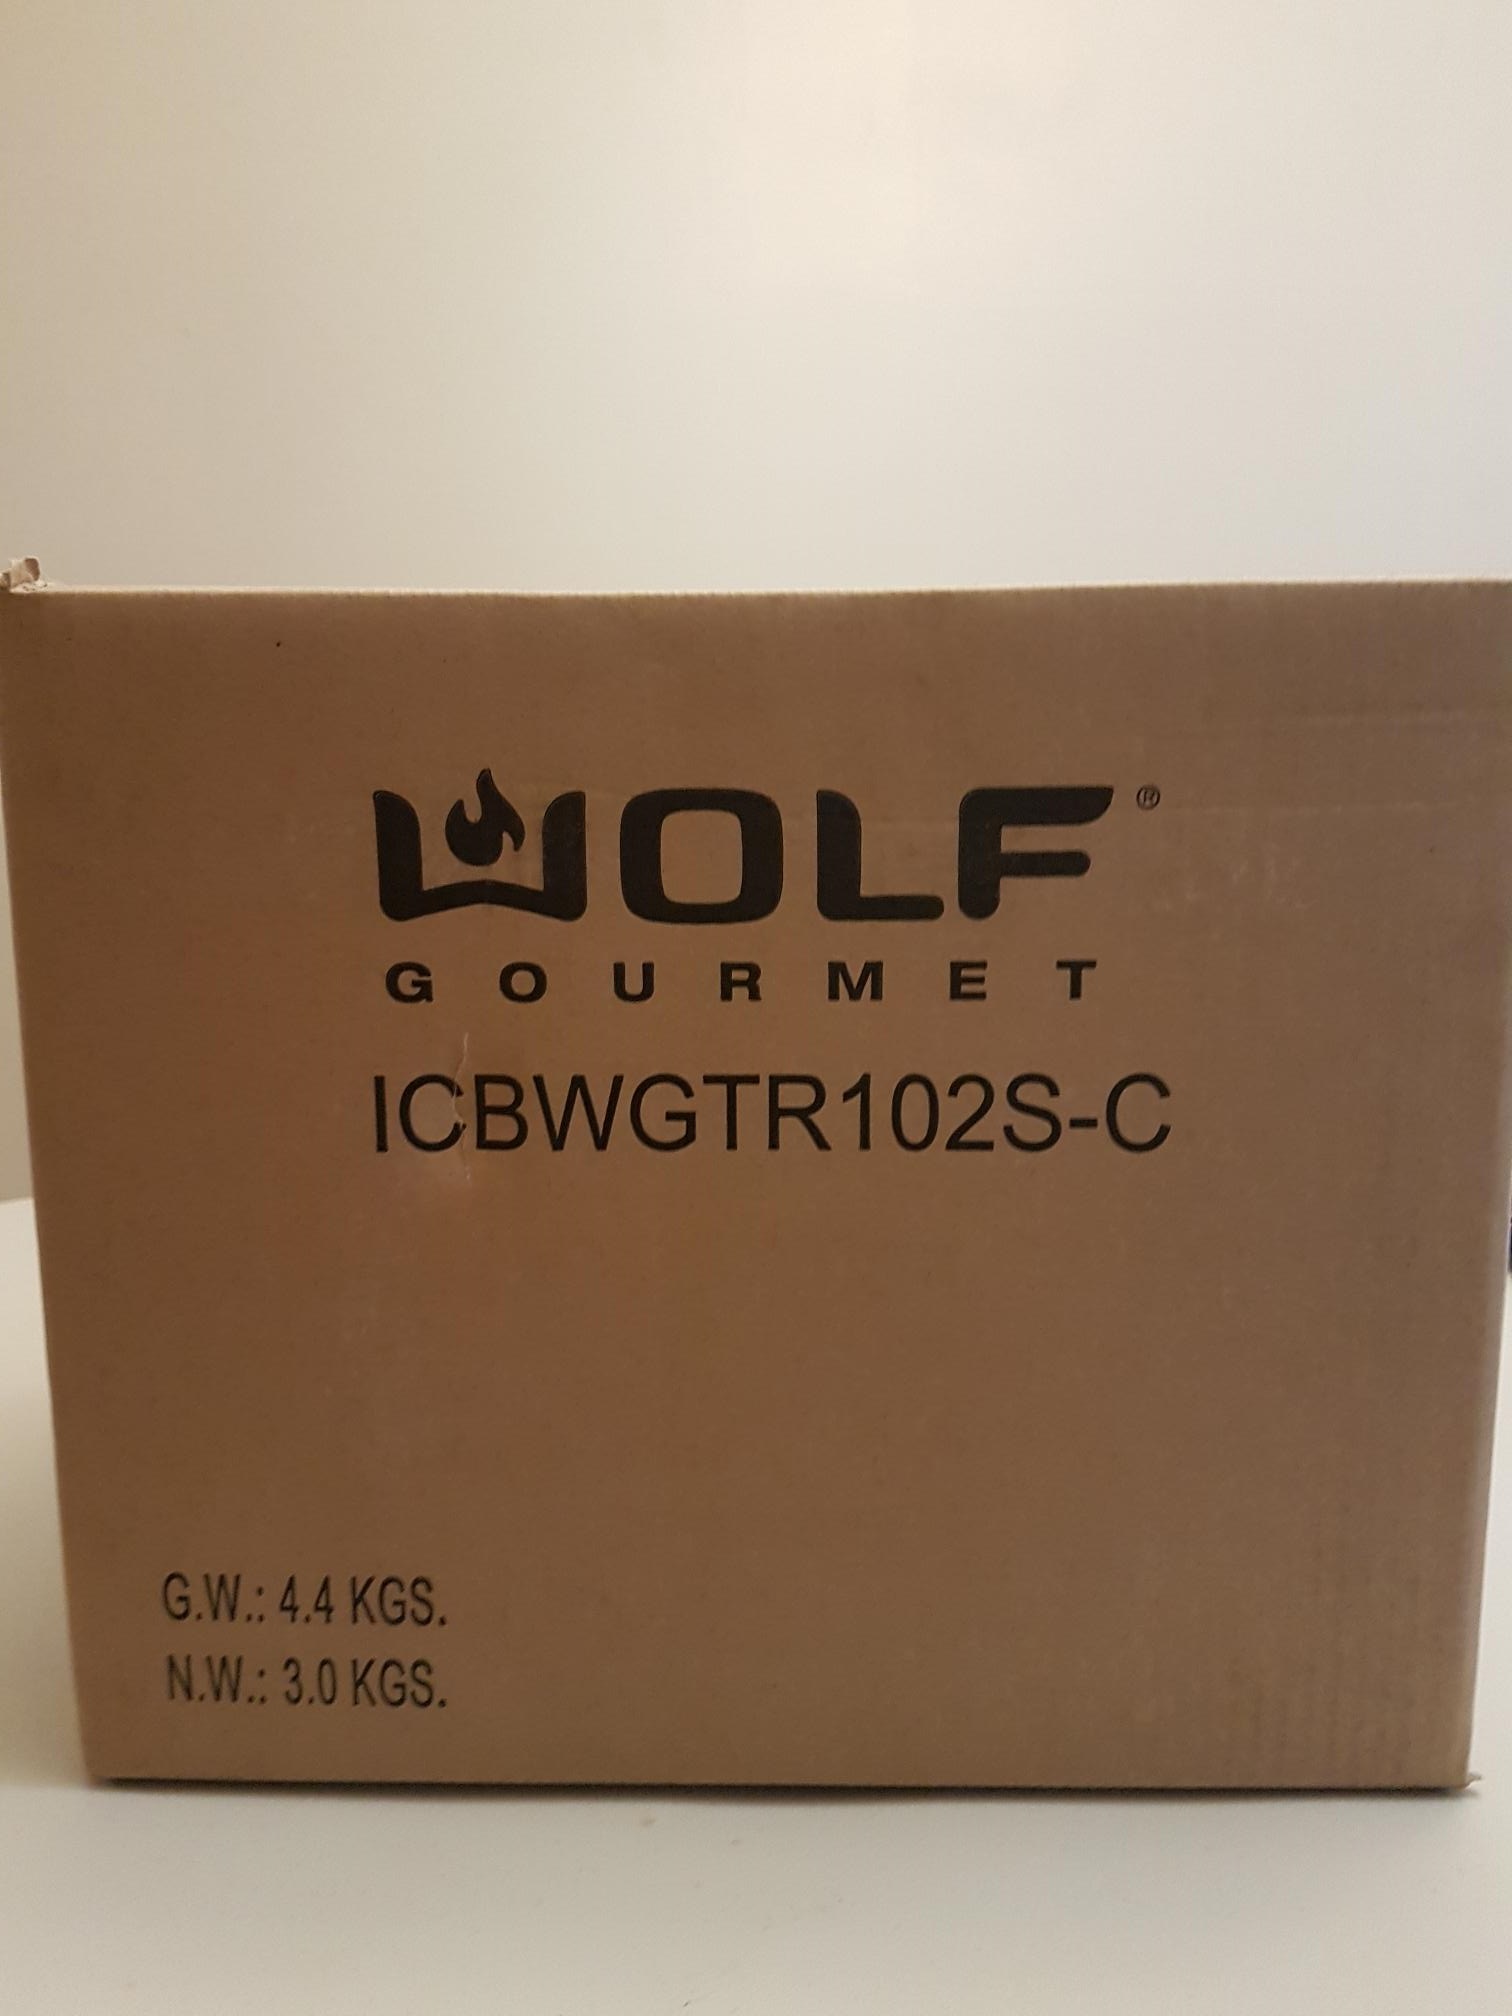 WOLF®
GOURMET
ICBWGTR102S-C
G.W.: 4.4 KGS.
N.W.: 3.0 KGS.